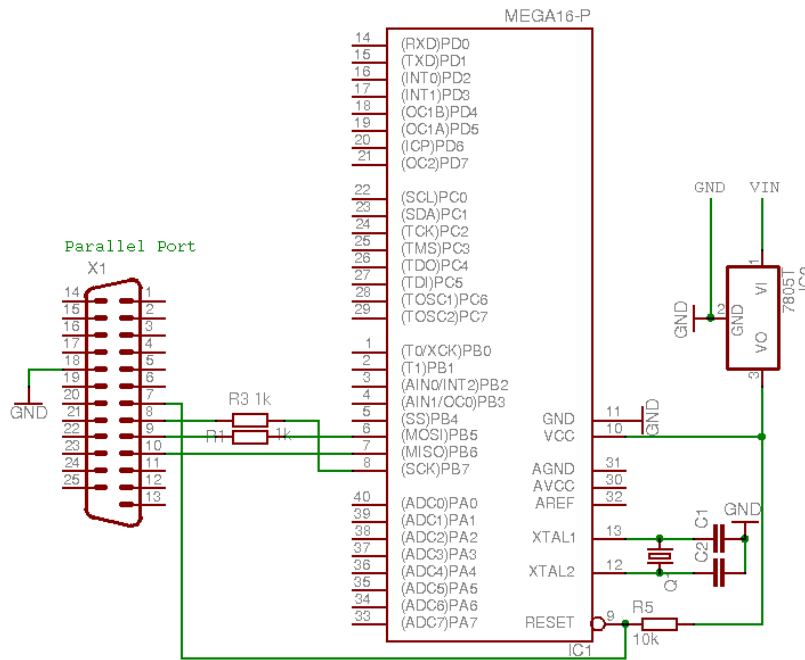 MEGA16-P
14 (RXD)PD0
15 (TXD)PD1
16 (INT0)PD2
17 (INT1)PD3
18 (OC1B)PD4
19 (OC1A)PD5
20 (ICP)PD6
21 (OC2)PD7
22 (SCL)PC0
23 (SDA)PC1
24 (TCK)PC2
25 (TMS)PC3
26 (TDO)PC4
27 (TDI)PC5
28 (TOSC1)PC6
29 (TOSC2)PC7
1 (T0/XCK)PB0
2 (T1)PB1
3 (AIN0/INT2)PB2
4 (AIN1/OC0)PB3
5 (SS)PB4
6 (MOSI)PB5
7 (MISO)PB6
8 (SCK)PB7
40 (ADC0)PA0
39 (ADC1)PA1
38 (ADC2)PA2
37 (ADC3)PA3
36 (ADC4)PA4
35 (ADC5)PA5
34 (ADC6)PA6
33 (ADC7)PA7
GND 11
VCC 10
AGND 31
AVCC 30
AREF 32
XTAL1 13
XTAL2 12
RESET 9
IC1
Parallel Port
X1
14 1
15 2
16 3
17 4
18 5
19 6
20 7
21 8
22 9
23 10
24 11
25 12
13
GND
R3 1k
R1 1k
GND
GND VIN
1
VI
2
GND
VO
3
7805T
IC2
GND
GND
C1
C2
Q1
R5
10k